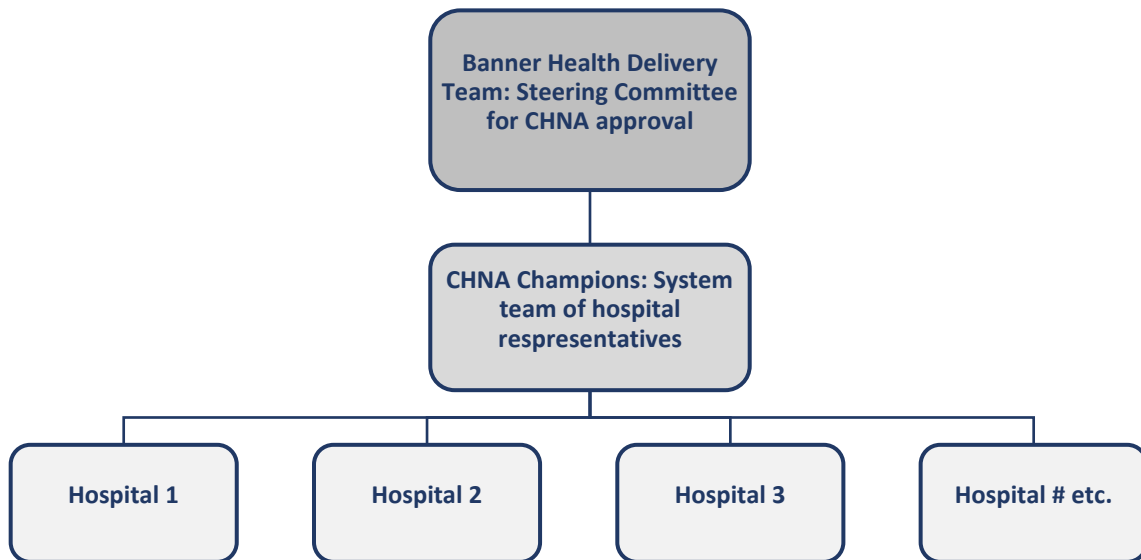 Banner Health Delivery
Team: Steering Committee
for CHNA approval
CHNA Champions: System
team of hospital
respresentatives
Hospital 1
Hospital 2
Hospital 3
Hospital # etc.